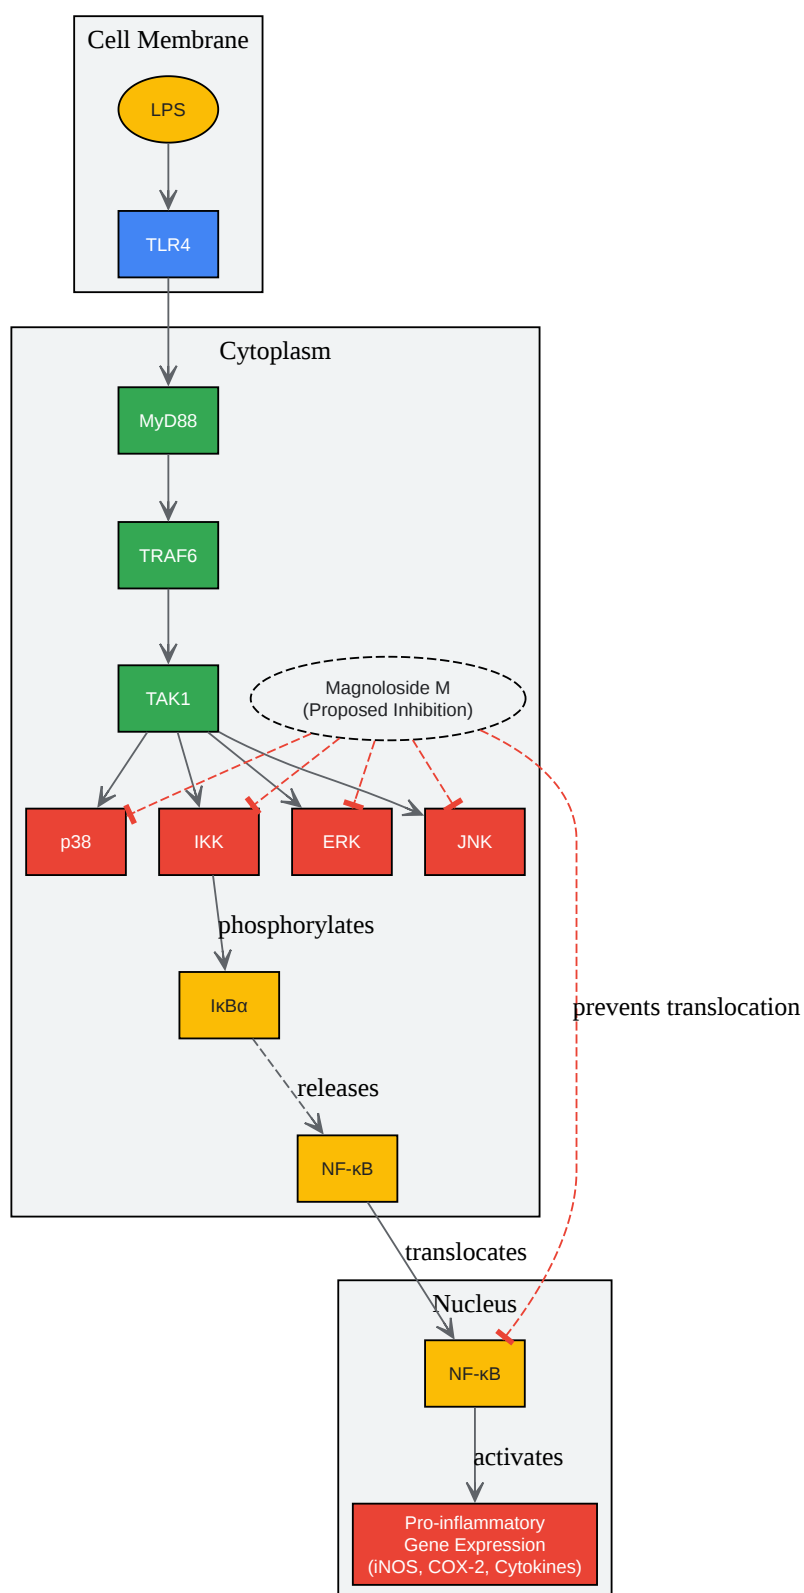 Cell Membrane
LPS
TLR4
Cytoplasm
MyD88
TRAF6
TAK1
Magnoloside M
(Proposed Inhibition)
p38
IKK
ERK
JNK
phosphorylates
IκBα
prevents translocation
releases
NF-κB
translocates
Nucleus
NF-κB
activates
Pro-inflammatory
Gene Expression
(iNOS, COX-2, Cytokines)